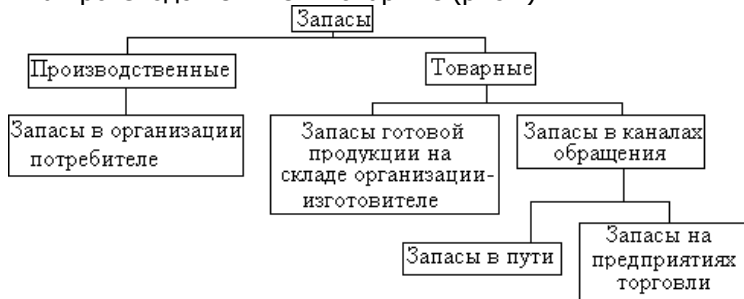 Запасы
Производственные
Товарные
Запасы в организации
потребителе
Запасы готовой
продукции на
складе организации-
изготовителе
Запасы в каналах
обращения
Запасы в пути
Запасы на
предприятиях
торговли